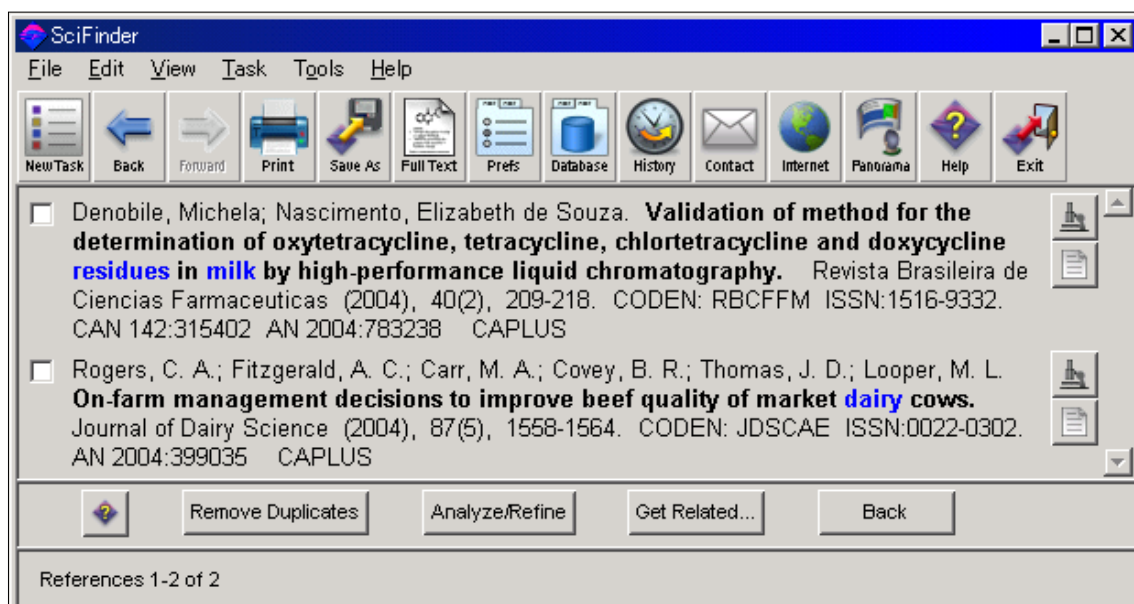 SciFinder
File Edit View Task Tools Help
New Task Back Forward Print Save As Full Text Prefs Database History Contact Internet Panorama Help Exit
Denobile, Michela; Nascimento, Elizabeth de Souza. Validation of method for the
determination of oxytetracycline, tetracycline, chlortetracycline and doxycycline
residues in milk by high-performance liquid chromatography. Revista Brasileira de
Ciencias Farmaceuticas (2004), 40(2), 209-218. CODEN: RBCFFM ISSN:1516-9332.
CAN 142:315402 AN 2004:783238 CAPLUS
Rogers, C. A.; Fitzgerald, A. C.; Carr, M. A.; Covey, B. R.; Thomas, J. D.; Looper, M. L.
On-farm management decisions to improve beef quality of market dairy cows.
Journal of Dairy Science (2004), 87(5), 1558-1564. CODEN: JDSCAE ISSN:0022-0302.
AN 2004:399035 CAPLUS
Remove Duplicates Analyze/Refine Get Related... Back
References 1-2 of 2